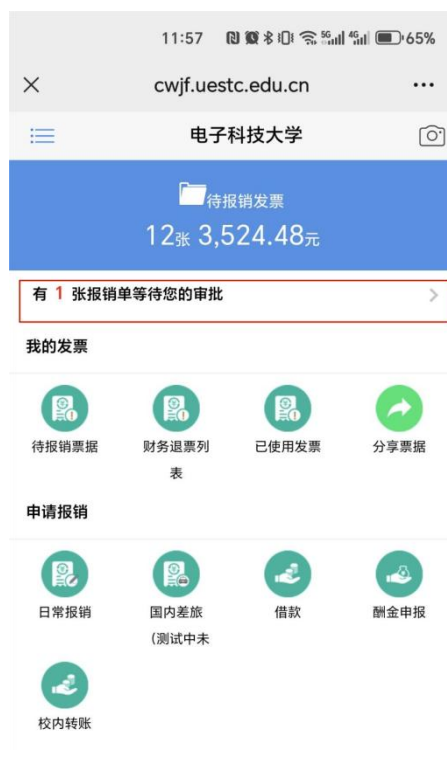 11:57 5G 4G 65%
cwjf.uestc.edu.cn
电子科技大学
待报销发票
12张 3,524.48元
有 1 张报销单等待您的审批
我的发票
待报销票据 财务退票列 已使用发票 分享票据
表
申请报销
日常报销 国内差旅 借款 酬金申报
(测试中未
校内转账